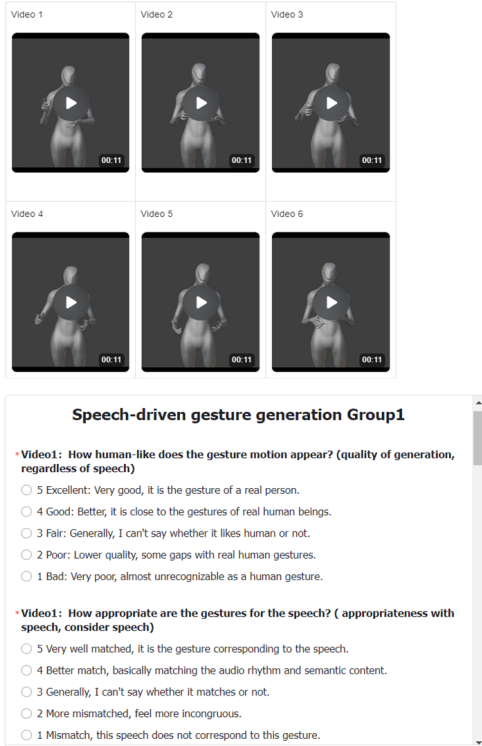 Video 1
Video 2
Video 3
00:11
00:11
00:11
Video 4
Video 5
Video 6
00:11
00:11
00:11
Speech-driven gesture generation Group1
*Video1: How human-like does the gesture motion appear? (quality of generation,
regardless of speech)
5 Excellent: Very good, it is the gesture of a real person.
4 Good: Better, it is close to the gestures of real human beings.
3 Fair: Generally, I can't say whether it likes human or not.
2 Poor: Lower quality, some gaps with real human gestures.
1 Bad: Very poor, almost unrecognizable as a human gesture.
*Video1: How appropriate are the gestures for the speech? ( appropriateness with
speech, consider speech)
5 Very well matched, it is the gesture corresponding to the speech.
4 Better match, basically matching the audio rhythm and semantic content.
3 Generally, I can't say whether it matches or not.
2 More mismatched, feel more incongruous.
1 Mismatch, this speech does not correspond to this gesture.